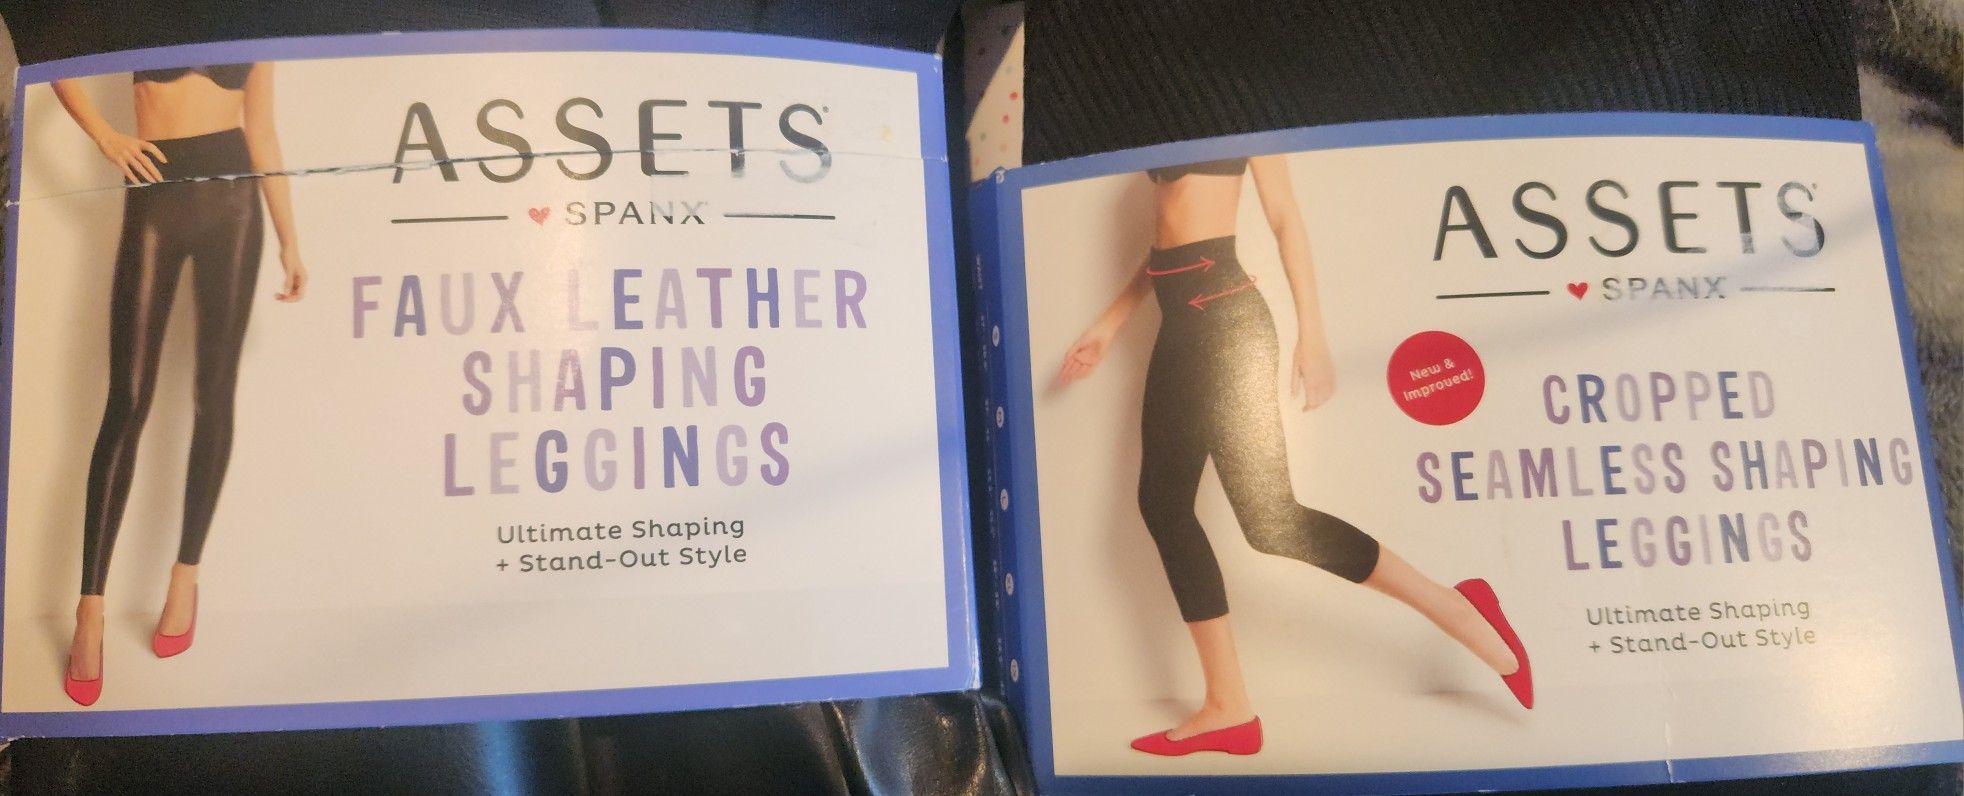 ASSETS
SPANX
FAUX LEATHER
SHAPING
LEGGINGS
Ultimate Shaping
+ Stand-Out Style
ASSETS
SPANX
New &
Improved!
CROPPED
SEAMLESS SHAPING
LEGGINGS
Ultimate Shaping
+ Stand-Out Style